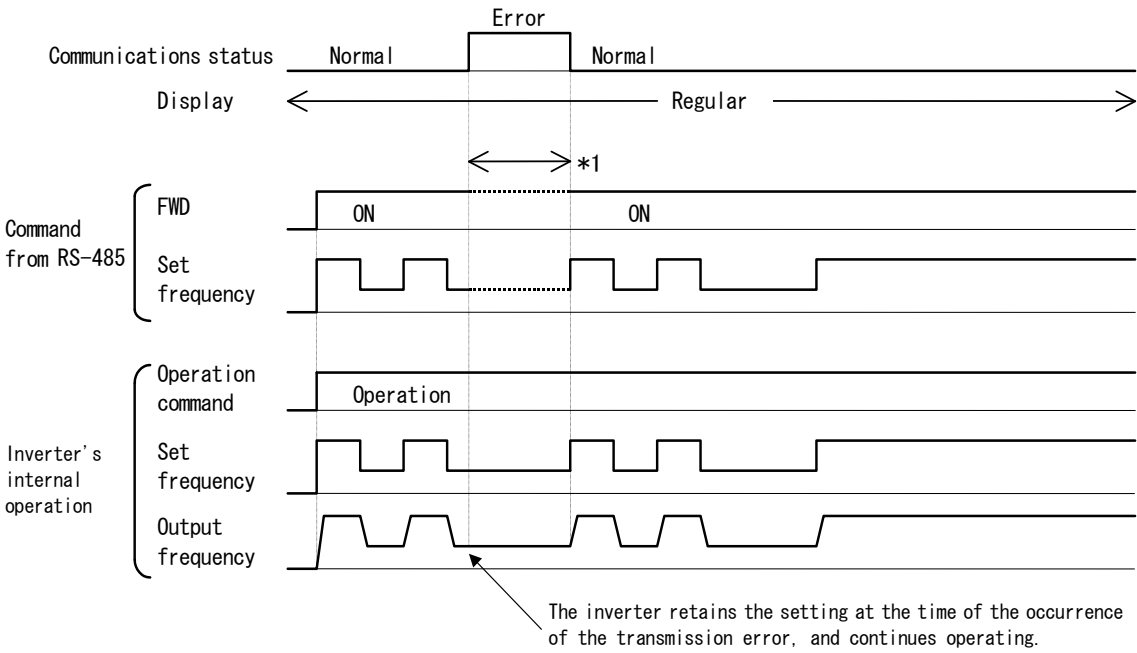 Error
Communications status
Normal
Normal
Display
Regular
*1
Command
from RS-485
FWD
ON
ON
Set
frequency
Inverter's
internal
operation
Operation
command
Operation
Set
frequency
Output
frequency
The inverter retains the setting at the time of the occurrence
of the transmission error, and continues operating.